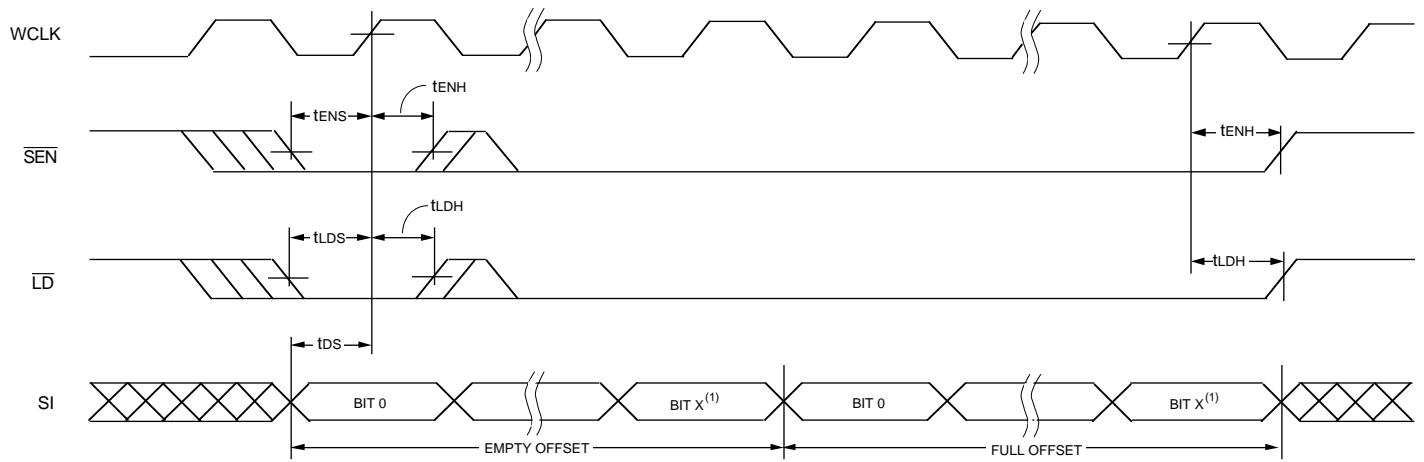 WCLK
tENH
tENS
tENH
SEN
tLDH
tLDS
tLDH
LD
tDS
SI
BIT 0
BIT X(1)
BIT 0
BIT X(1)
EMPTY OFFSET
FULL OFFSET